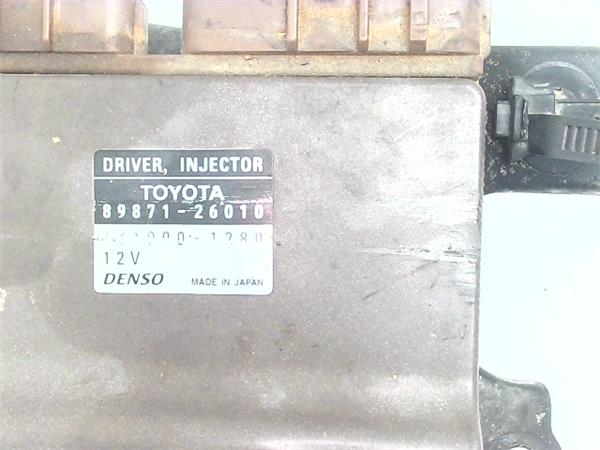 DRIVER, INJECTOR
TOYOTA
89871-26010
12V
DENSO MADE IN JAPAN